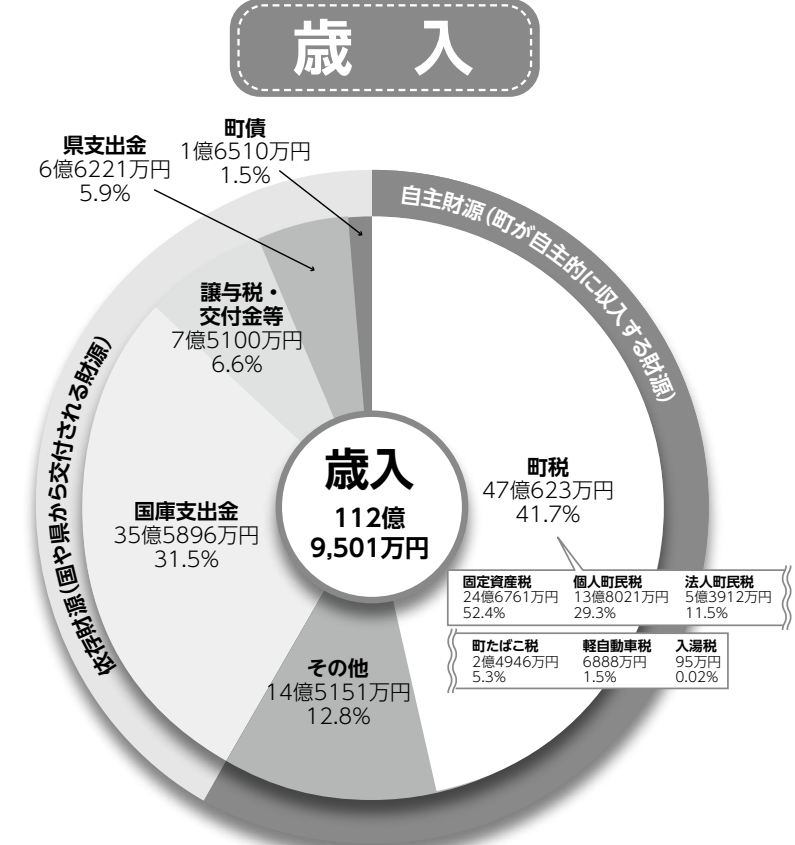 歳 入
県支出金
6億6221万円
5.9%
町債
1億6510万円
1.5%
自主財源(町が自主的に収入する財源)
譲与税・
交付金等
7億5100万円
6.6%
依存財源(国や県から交付される財源)
国庫支出金
35億5896万円
31.5%
歳入
112億
9,501万円
町税
47億623万円
41.7%
固定資産税
24億6761万円
52.4%
個人町民税
13億8021万円
29.3%
法人町民税
5億3912万円
11.5%
町たばこ税
2億4946万円
5.3%
軽自動車税
6888万円
1.5%
入湯税
95万円
0.02%
その他
14億5151万円
12.8%